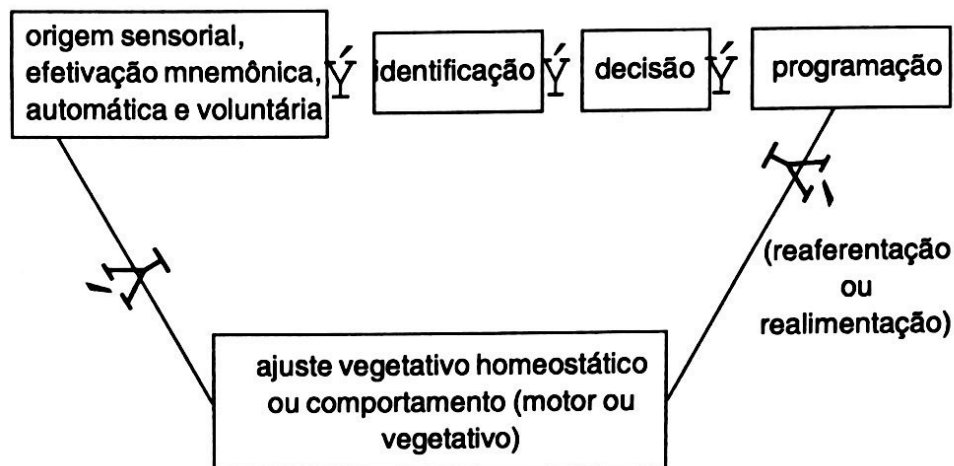 origem sensorial,
efetivação mnemônica,
automática e voluntária
Ý
identificação
Ý
decisão
Ý
programação
Ý
(reaferentação
ou
realimentação)
ajuste vegetativo homeostático
ou comportamento (motor ou
vegetativo)
Ý